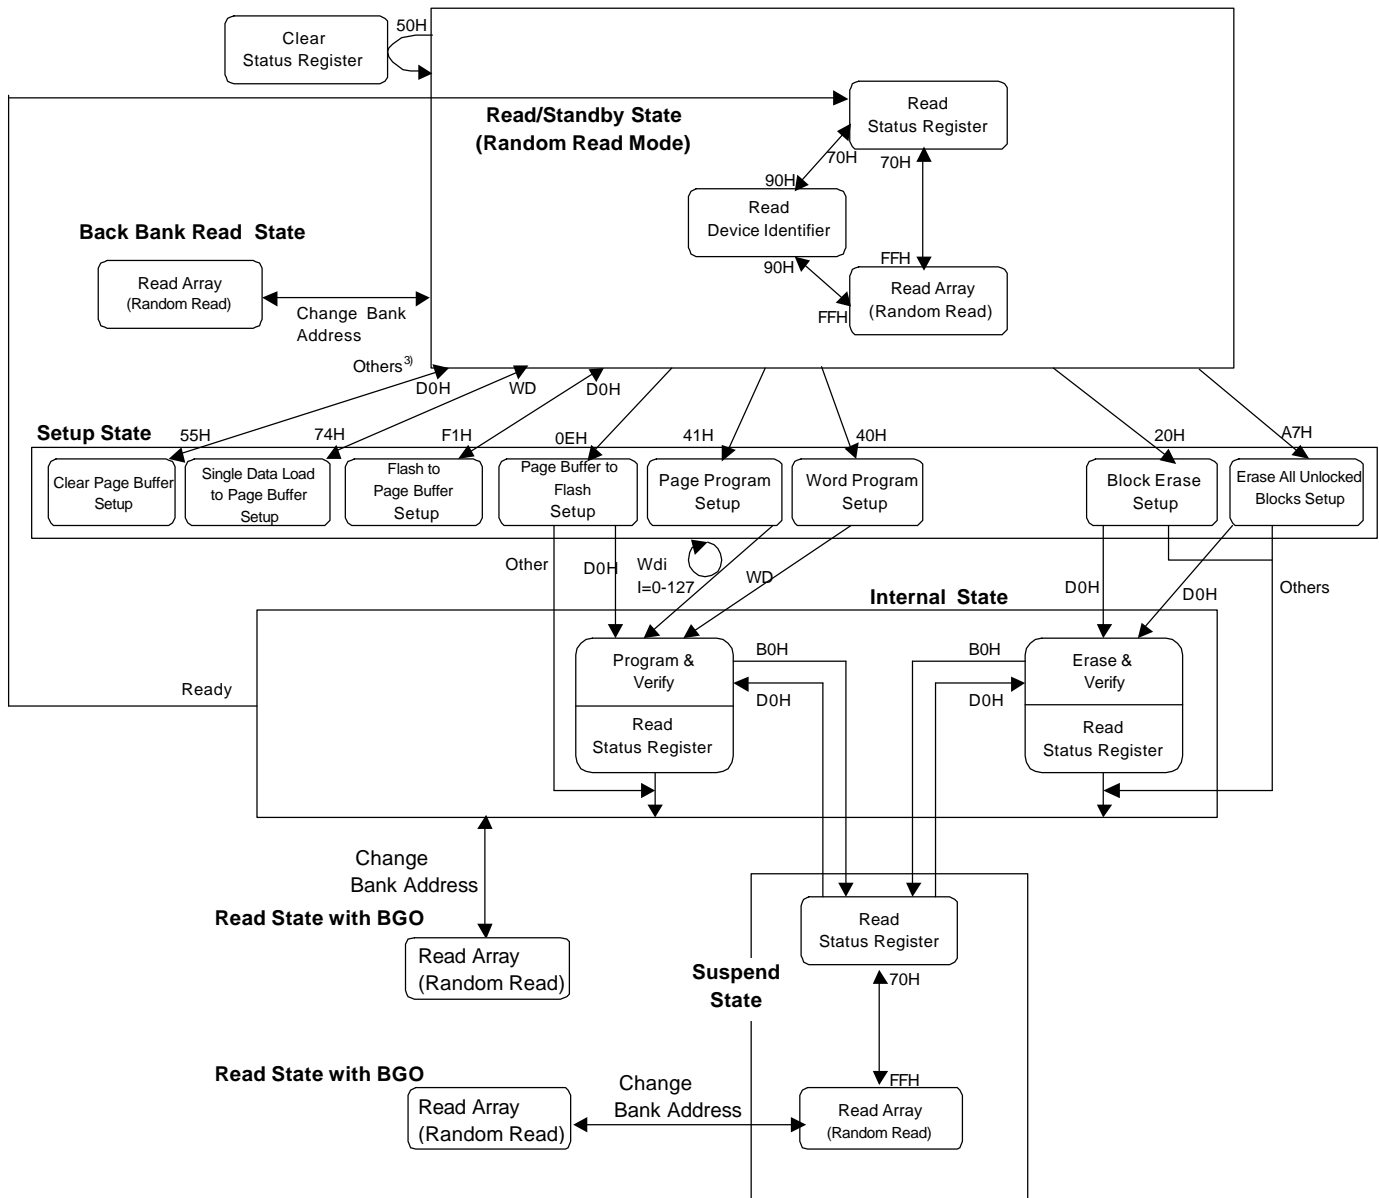 50H
Clear
Status Register
Read/Standby State
(Random Read Mode)
Read
Status Register
70H
70H
90H
Read
Device Identifier
90H
FFH
FFH
Read Array
(Random Read)
Back Bank Read State
Read Array
(Random Read)
Change Bank
Address
Others3)
D0H
WD
D0H
Setup State
55H
74H
F1H
0EH
41H
40H
20H
A7H
Clear Page Buffer
Setup
Single Data Load
to Page Buffer
Setup
Flash to
Page Buffer
Setup
Page Buffer to
Flash
Setup
Page Program
Setup
Word Program
Setup
Block Erase
Setup
Erase All Unlocked
Blocks Setup
Other
D0H
Wdi
I=0-127
WD
D0H
D0H
Others
Internal State
Program &
Verify
Read
Status Register
B0H
D0H
B0H
D0H
Erase &
Verify
Read
Status Register
Ready
Change
Bank Address
Read State with BGO
Read Array
(Random Read)
Suspend
State
Read
Status Register
70H
FFH
Read Array
(Random Read)
Read State with BGO
Read Array
(Random Read)
Change
Bank Address